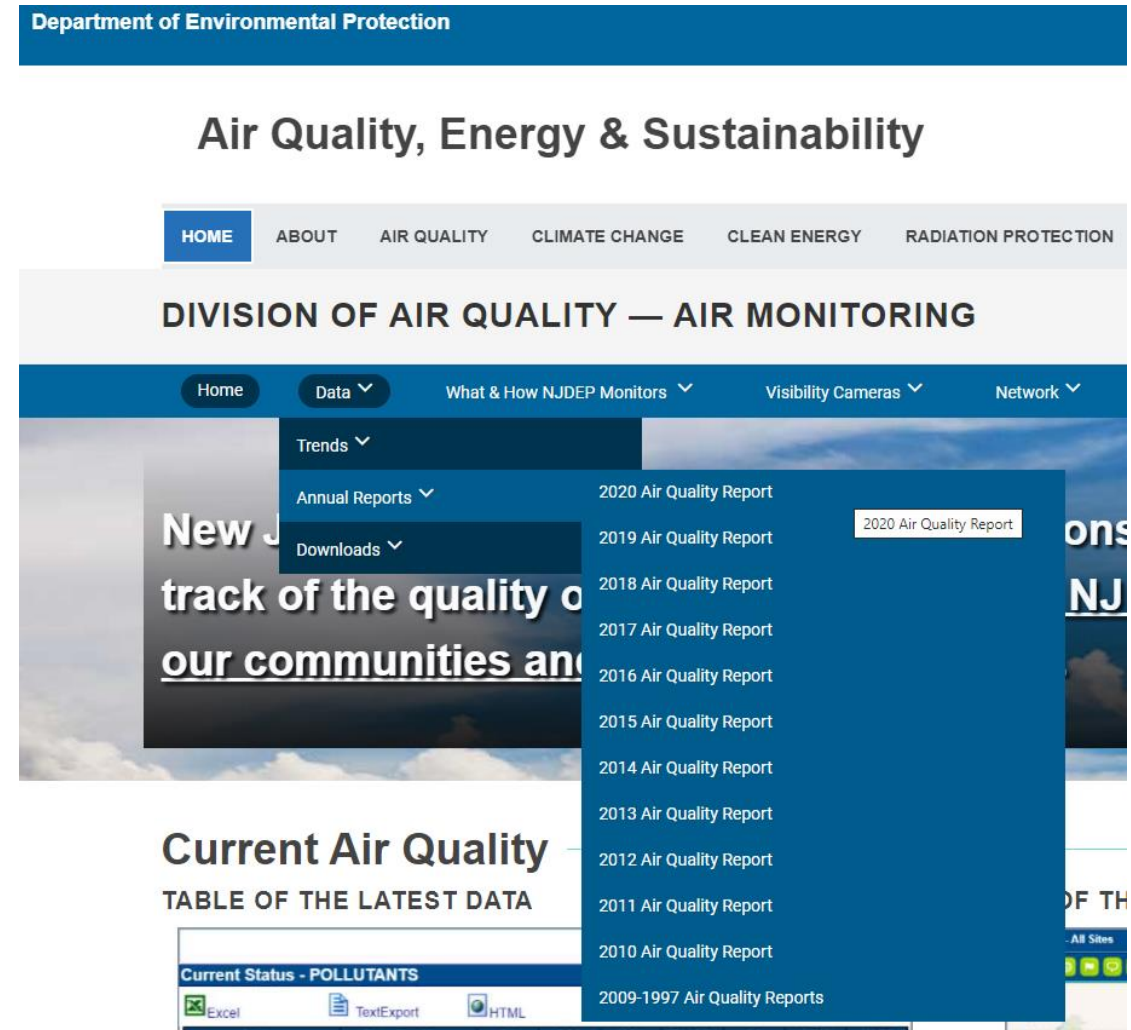 Department of Environmental Protection
Air Quality, Energy & Sustainability
HOME ABOUT AIR QUALITY CLIMATE CHANGE CLEAN ENERGY RADIATION PROTECTION
DIVISION OF AIR QUALITY — AIR MONITORING
Home Data What & How NJDEP Monitors Visibility Cameras Network
Trends
Annual Reports
Downloads
2020 Air Quality Report
2020 Air Quality Report
2019 Air Quality Report
2018 Air Quality Report
2017 Air Quality Report
2016 Air Quality Report
2015 Air Quality Report
2014 Air Quality Report
2013 Air Quality Report
2012 Air Quality Report
2011 Air Quality Report
2010 Air Quality Report
2009-1997 Air Quality Reports
New
track of the quality NJ
our communities
Current Air Quality
TABLE OF THE LATEST DATA
Current Status - POLLUTANTS
Excel TextExport HTML
All Sites